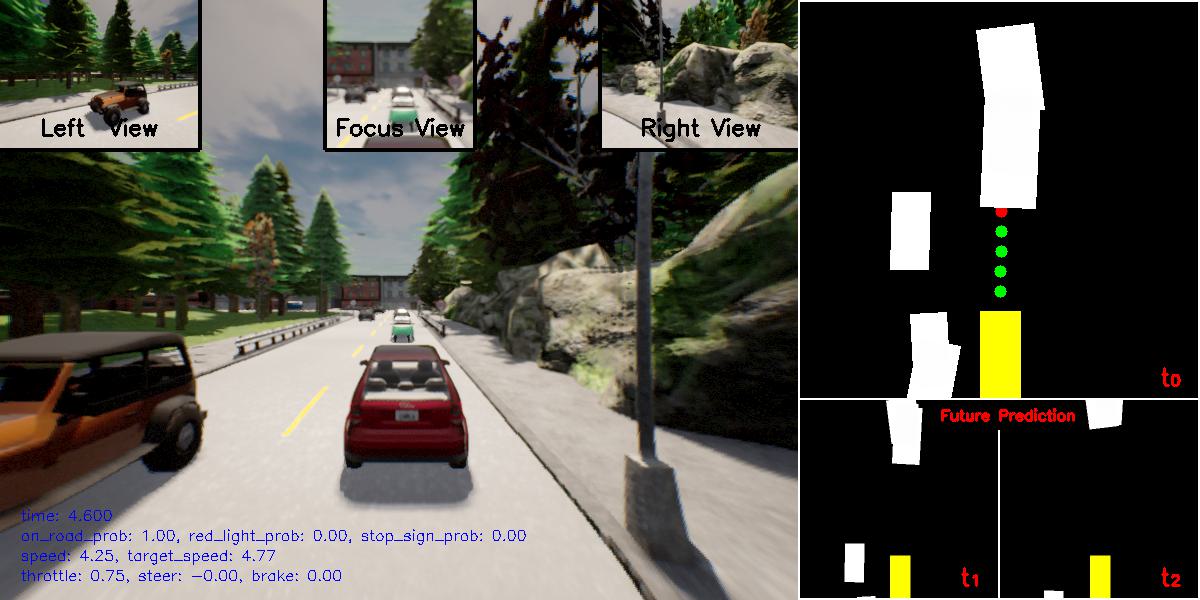 Left View
Focus View
Right View
time: 4.600
on_road_prob: 1.00, red_light_prob: 0.00, stop_sign_prob: 0.00
speed: 4.25, target_speed: 4.77
throttle: 0.75, steer: -0.00, brake: 0.00
t0
Future Prediction
t1
t2